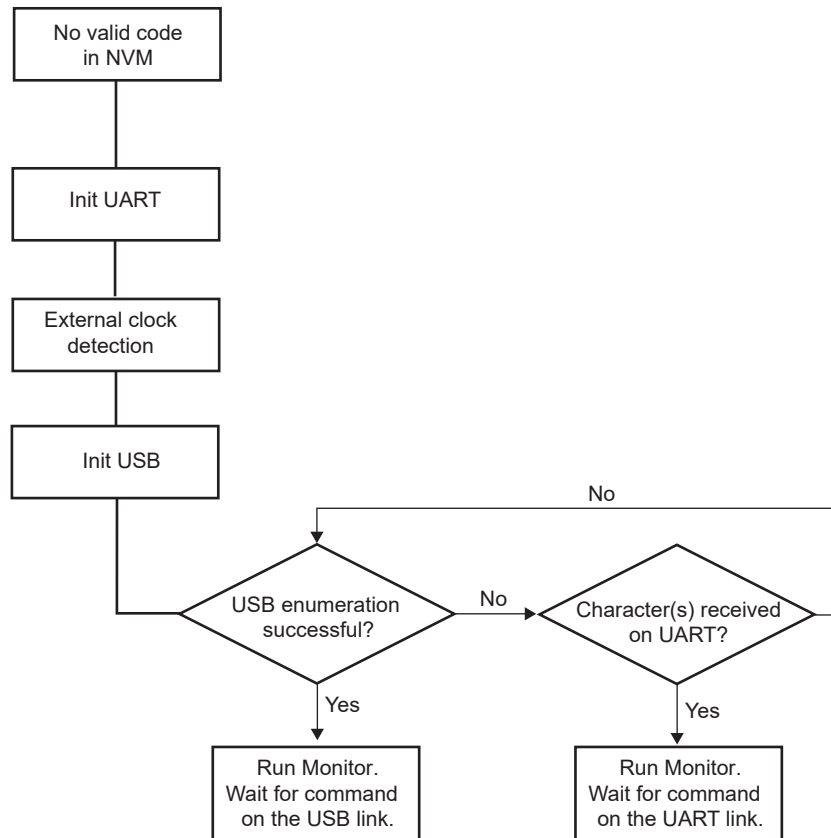 No valid code
in NVM
Init UART
External clock
detection
Init USB
No
USB enumeration
successful?
No
Character(s) received
on UART?
Yes
Yes
Run Monitor.
Wait for command
on the USB link.
Run Monitor.
Wait for command
on the UART link.